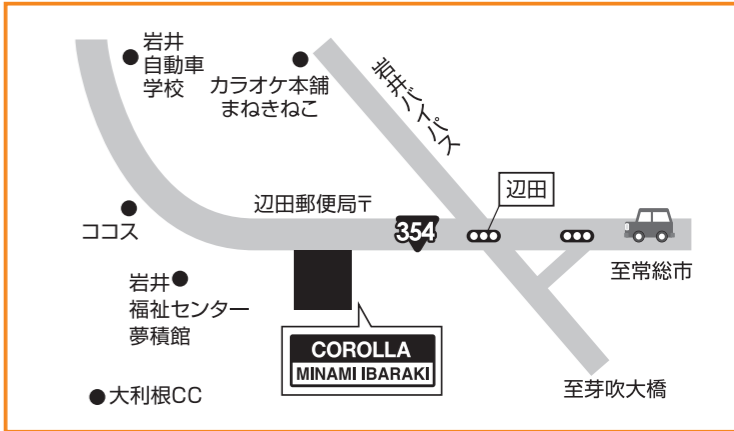 岩井
自動車
学校
カラオケ本舗
まねきねこ
岩井バイパス
辺田郵便局〒
辺田
354
ココス
至常総市
岩井
福祉センター
夢積館
COROLLA
MINAMI IBARAKI
大利根CC
至芽吹大橋